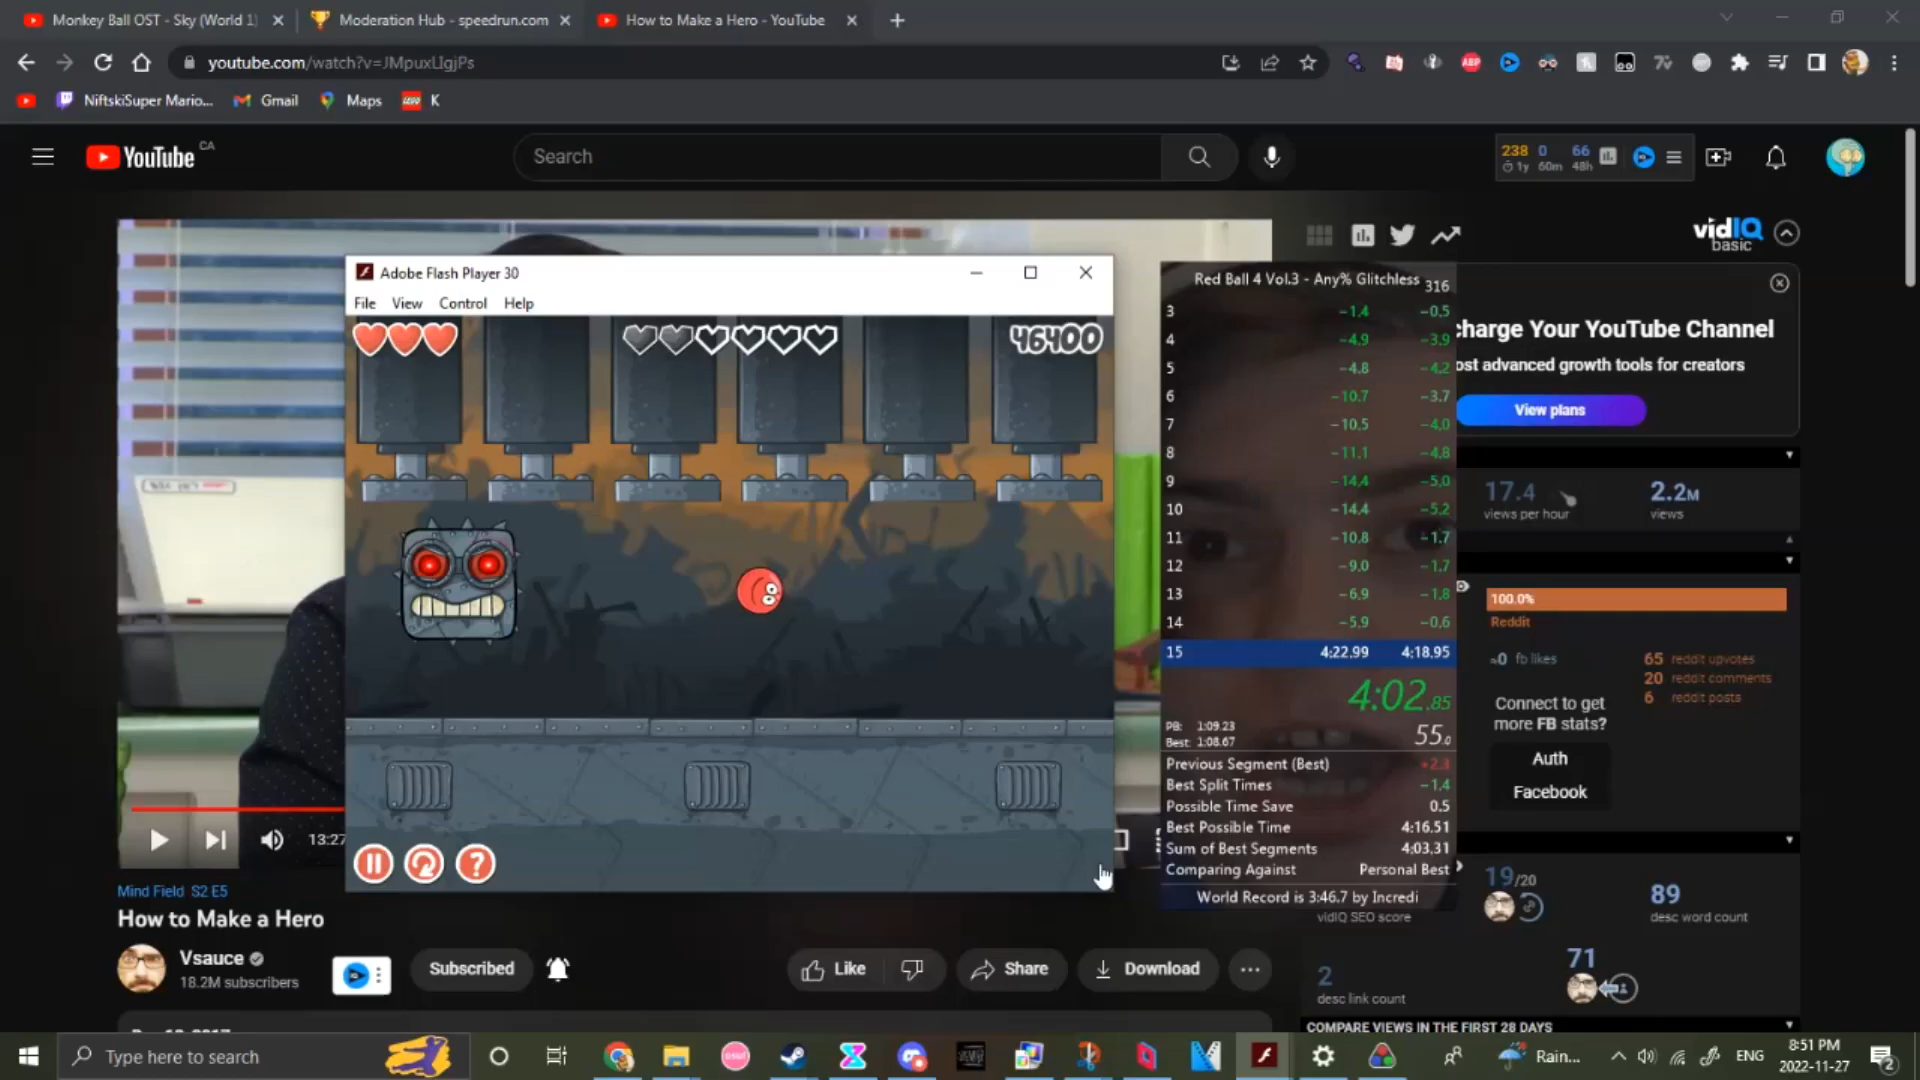 Monkey Ball OST - Sky (World 1)
Moderation Hub - speedrun.com
How to Make a Hero - YouTube
youtube.com/watch?v=JMpuxLIgjPs
NiftskiSuper Mario...
Gmail
Maps
K
YouTube CA
Search
238 0 66
1y 60m 48h
vidIQ
basic
Adobe Flash Player 30
File View Control Help
46400
Red Ball 4 Vol.3 - Any% Glitchless 316
3 -1.4 -0.5
4 -4.9 -3.9
5 -4.8 -4.2
6 -10.7 -3.7
7 -10.5 -4.0
8 -11.1 -4.8
9 -14.4 -5.0
10 -14.4 -5.2
11 -10.8 -1.7
12 -9.0 -1.7
13 -6.9 -1.8
14 -5.9 -0.6
15 4:22.99 4:18.95
4:02.85
PB: 1:09.23
Best: 1:08.67
55.0
Previous Segment (Best) +2.3
Best Split Times -1.4
Possible Time Save 0.5
Best Possible Time 4:16.51
Sum of Best Segments 4:03.31
Comparing Against Personal Best
World Record is 3:46.7 by Incredi
charge Your YouTube Channel
ost advanced growth tools for creators
View plans
17.4 2.2M
views per hour views
100.0%
Reddit
0 fb likes
65 reddit upvotes
20 reddit comments
6 reddit posts
Connect to get
more FB stats?
Auth
Facebook
19/20
vidIQ SEO score
89
desc word count
2
desc link count
71
COMPARE VIEWS IN THE FIRST 28 DAYS
13:27
Mind Field S2 E5
How to Make a Hero
Vsauce
18.2M subscribers
Subscribed
Like
Share
Download
Type here to search
Rain...
ENG
8:51 PM
2022-11-27
2